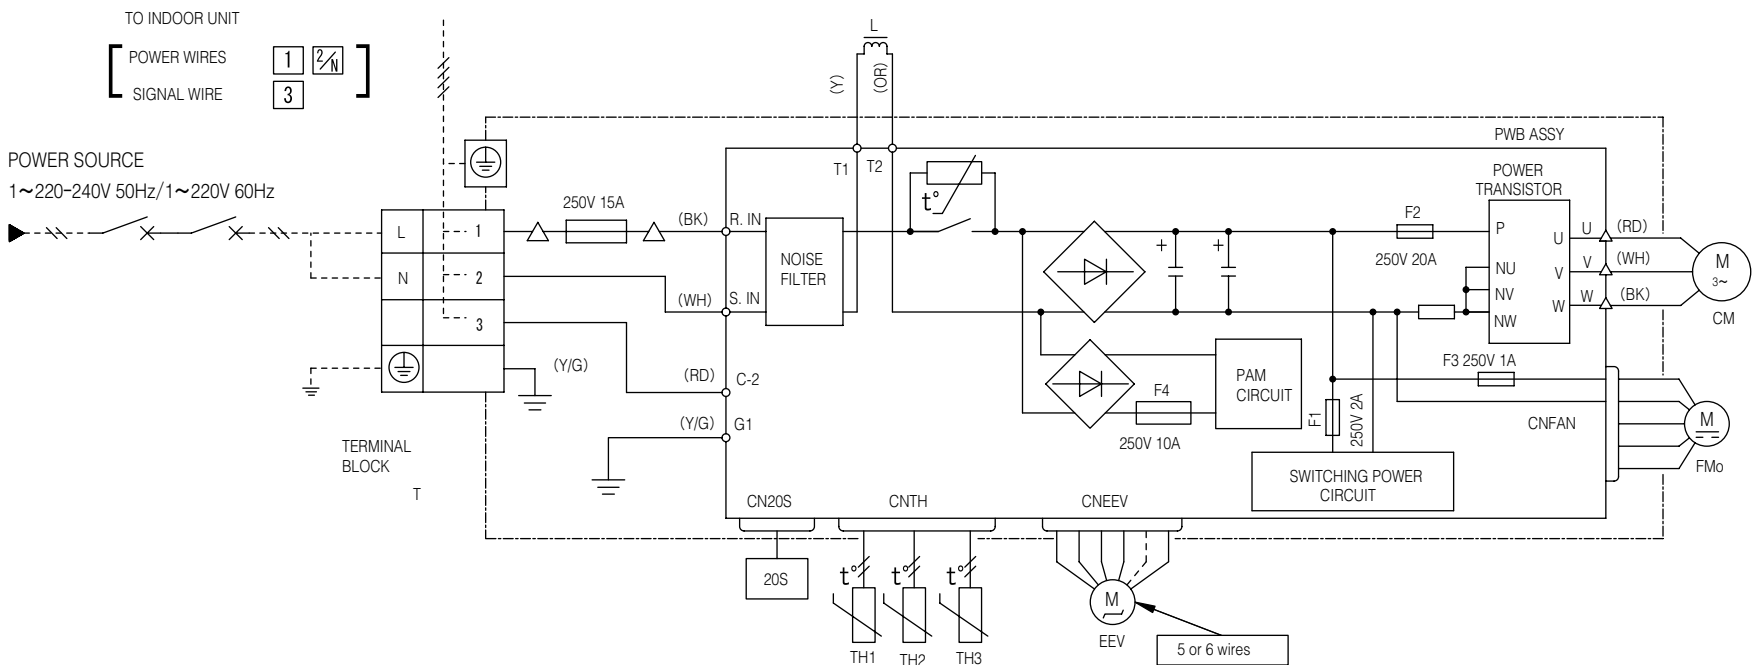 TO INDOOR UNIT
POWER WIRES 1 2/N
SIGNAL WIRE 3
POWER SOURCE
1~220-240V 50Hz/1~220V 60Hz
L
(Y)
(OR)
PWB ASSY
T1 T2
t°
250V 15A
(BK)
R. IN
L 1
N 2
3
NOISE
FILTER
(WH)
S. IN
(Y/G)
(RD)
C-2
(Y/G)
G1
TERMINAL
BLOCK
T
+ +
F2
250V 20A
POWER
TRANSISTOR
P
NU
NV
NW
U
V
W
U (RD)
V (WH)
W (BK)
M
3~
CM
F4
250V 10A
PAM
CIRCUIT
F1
250V 2A
F3 250V 1A
CNFAN
M
FMo
SWITCHING POWER
CIRCUIT
CN20S
CNTH
CNEEV
20S
t° t° t°
TH1 TH2 TH3
M
EEV
5 or 6 wires